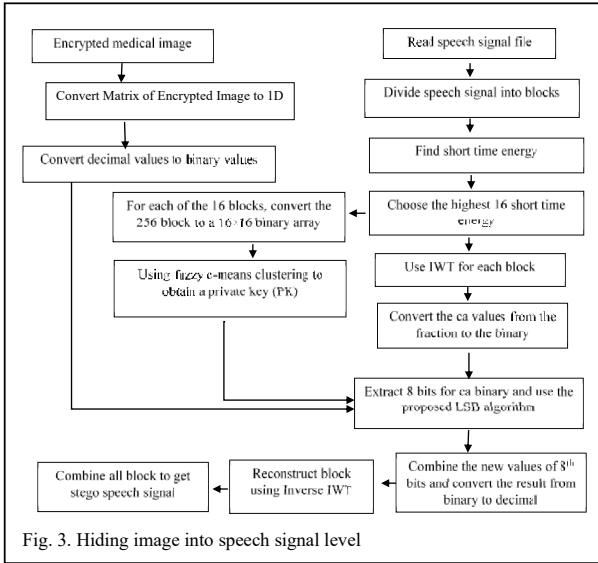 Encrypted medical image
Convert Matrix of Encrypted Image to 1D
Convert decimal values to binary values
Read speech signal file
Divide speech signal into blocks
Find short time energy
Choose the highest 16 short time
energy
For each of the 16 blocks, convert the
256 block to a 16×16 binary array
Using fuzzy c-means clustering to
obtain a private key (PK)
Use IWT for each block
Convert the ca values from the
fraction to the binary
Extract 8 bits for ca binary and use the
proposed LSB algorithm
Combine the new values of 8th
bits and convert the result from
binary to decimal
Reconstruct block
using Inverse IWT
Combine all block to get
stego speech signal
Fig. 3. Hiding image into speech signal level